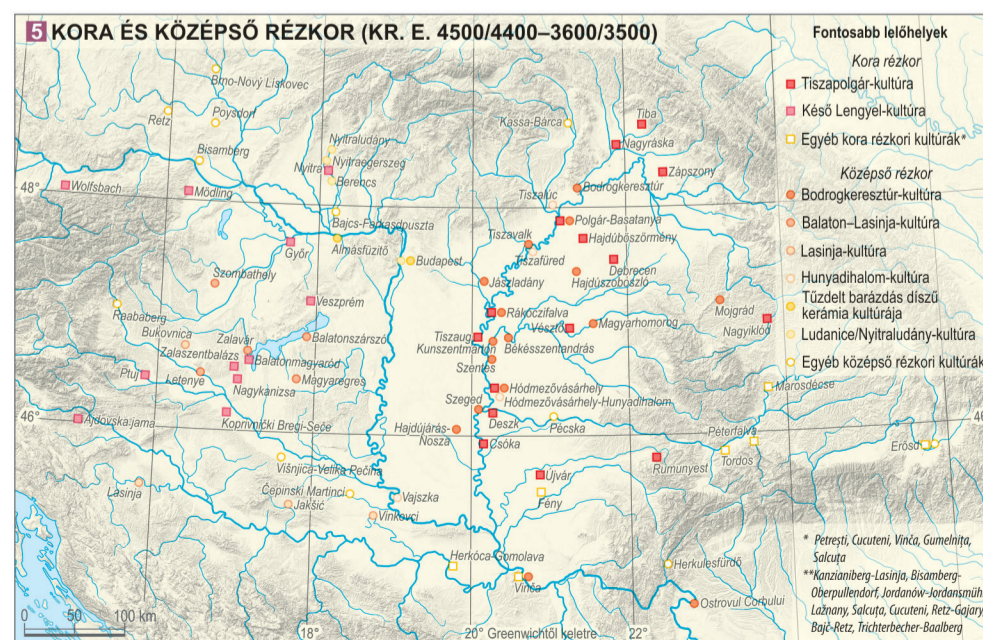 5 KORA ÉS KÖZÉPSŐ RÉZKOR (KR. E. 4500/4400–3600/3500)
Fontosabb lelőhelyek
Kora rézkor
Tiszapolgár-kultúra
Késő Lengyel-kultúra
Egyéb kora rézkori kultúrák*
Középső rézkor
Bodrogkeresztúr-kultúra
Balaton–Lasinja-kultúra
Lasinja-kultúra
Hunyadihalom-kultúra
Tűzdelt barázdás díszű
kerámia kultúrája
Ludanice/Nyitraludány-kultúra
Egyéb középső rézkori kultúrák
* Petreşti, Cucuteni, Vinča, Gumelniţa,
Salcuţa
**Kanzianiberg-Lasinja, Bisamberg-
Oberpullendorf, Jordanów-Jordansmühl
Lažnany, Salcuţa, Cucuteni, Retz-Gajary
Bajč-Retz, Trichterbecher-Baalberg
Brno-Nový Liskovec
Retz
Poysdorf
Bisamberg
Nyitraludány
Nyitraegerszeg
Nyitra
Berencs
Kassa-Bárca
Tiba
Nagyráska
Zápszony
48°
Wolfsbach
Mödling
Bajcs-Farkasdpuszta
Almásfüzitő
Győr
Budapest
Tiszalúc
Bodrogkeresztúr
Polgár-Basatanya
Hajdúböszörmény
Tiszavalk
Tiszafüred
Debrecen
Hajdúszoboszló
Jászladány
Szombathely
Veszprém
Raababerg
Bukovnica
Zalavár
Zalaszentbalázs
Balatonszárszó
Balatonmagyaród
Ptuj
Letenye
Nagykanizsa
Magyaregres
Rákóczifalva
Vésztő
Magyarhomorog
Mojgrád
Nagyiklód
Tiszaug
Kunszentmárton
Békésszentandrás
Szentes
Hódmezővásárhely
Hódmezővásárhely-Hunyadihalom
Szeged
Deszk
Pécska
Marosdécse
46°
46
Ajdovska jama
Koprivnički Bregi-Seče
Hajdújárás-
Nosza
Csóka
Péterfalva
Tordos
Erősd
Višnjica-Velika Pečina
Rumunyest
Újvár
Fény
Lasinja
Čepinski Martinci
Jakšić
Vajszka
Vinkovci
Herkóca-Gomolava
Vinča
Herkulesfürdő
Ostrovul Corbului
0 50 100 km
18°
20°
Greenwichtől keletre
22°